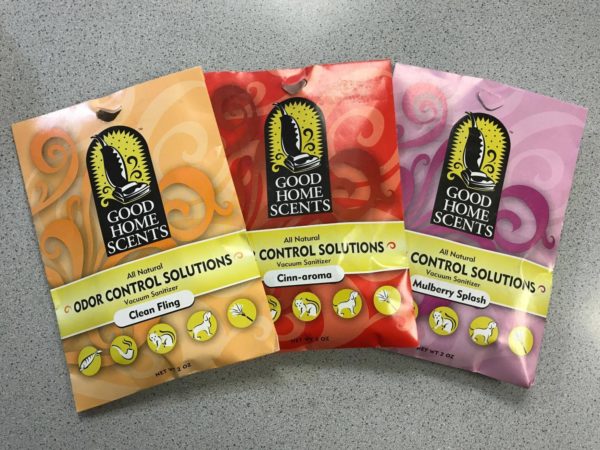 GOOD
HOME
SCENTS
All Natural
ODOR CONTROL SOLUTIONS
Vacuum Sanitizer
Clean Fling
NET WT 2 OZ
GOOD
HOME
SCENTS
All Natural
CONTROL SOLUTIONS
Vacuum Sanitizer
Cinn-aroma
NET WT 2 OZ
GOOD
HOME
SCENTS
All Natural
CONTROL SOLUTIONS
Vacuum Sanitizer
Mulberry Splash
NET WT 2 OZ